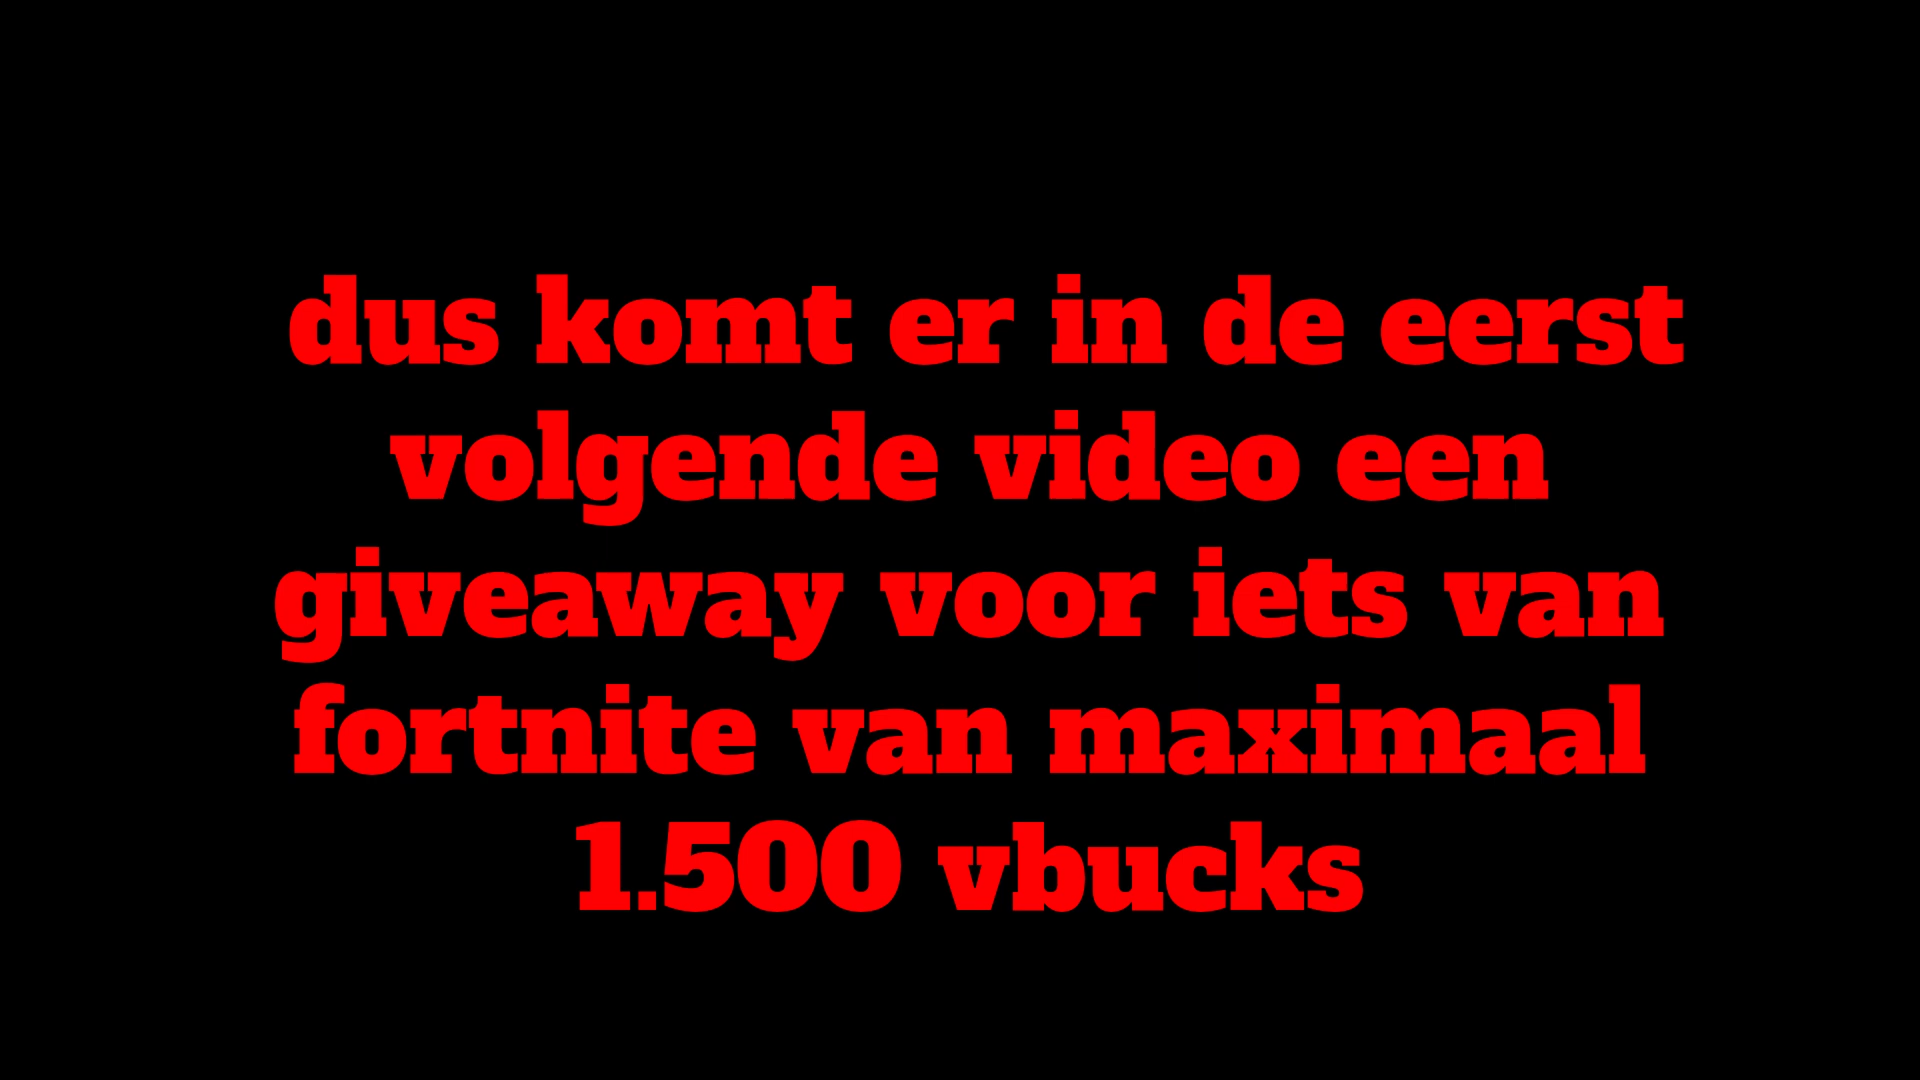 dus komt er in de eerst
volgende video een
giveaway voor iets van
fortnite van maximaal
1.500 vbucks